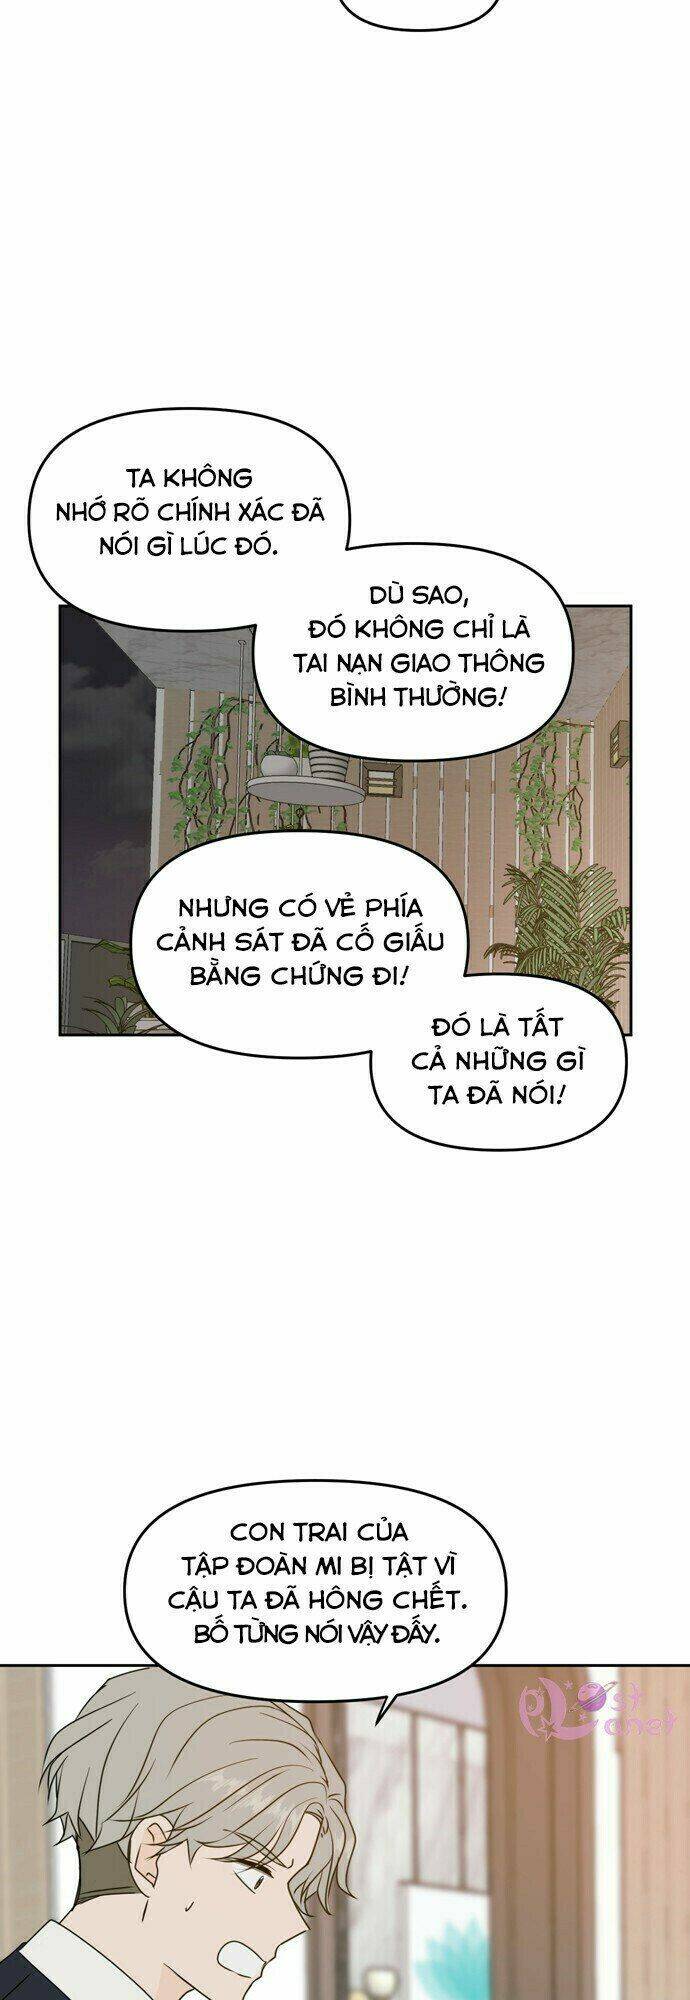 TA KHÔNG
NHỚ RÕ CHÍNH XÁC ĐÃ
NÓI GÌ LÚC ĐÓ.
DÙ SAO,
ĐÓ KHÔNG CHỈ LÀ
TAI NẠN GIAO THÔNG
BÌNH THƯỜNG!
NHƯNG CÓ VẺ PHÍA
CẢNH SÁT ĐÃ CỐ GIẤU
BẰNG CHỨNG ĐI!
ĐÓ LÀ TẤT
CẢ NHỮNG GÌ
TA ĐÃ NÓI!
CON TRAI CỦA
TẬP ĐOÀN MI BỊ TẬT VÌ
CẬU TA ĐÃ HÔNG CHẾT.
BỐ TỪNG NÓI VẬY ĐẤY.
Lost
Planet